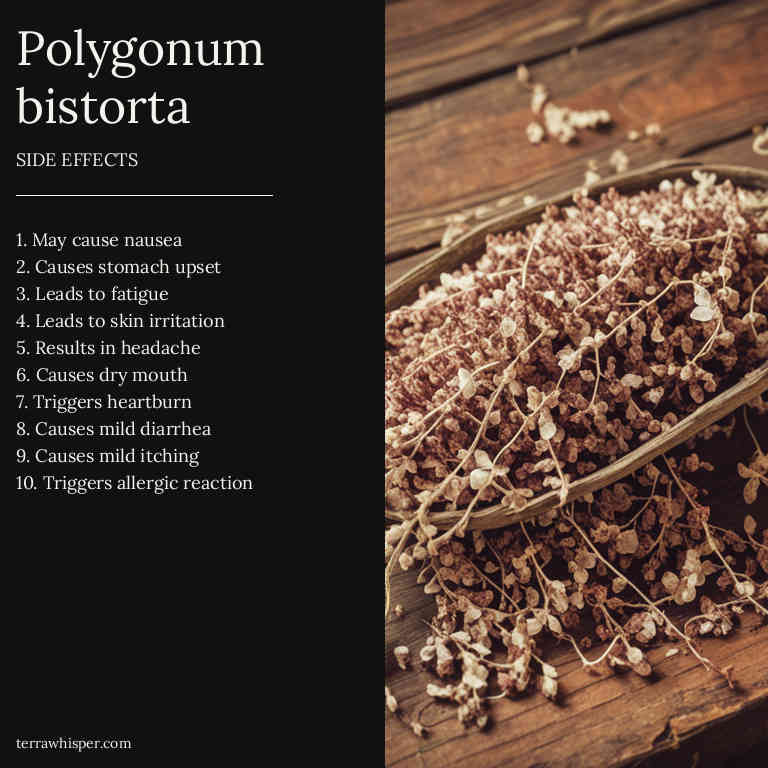 Polygonum
bistorta
SIDE EFFECTS
1. May cause nausea
2. Causes stomach upset
3. Leads to fatigue
4. Leads to skin irritation
5. Results in headache
6. Causes dry mouth
7. Triggers heartburn
8. Causes mild diarrhea
9. Causes mild itching
10. Triggers allergic reaction
terrawhisper.com